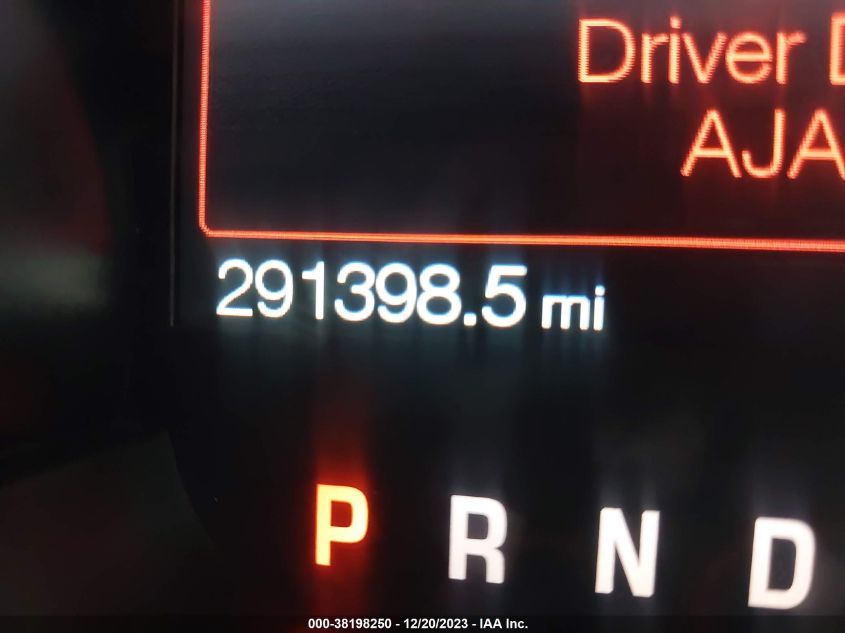 Driver D
AJA
291398.5 mi
P R N D
000-38198250 - 12/20/2023 - IAA Inc.